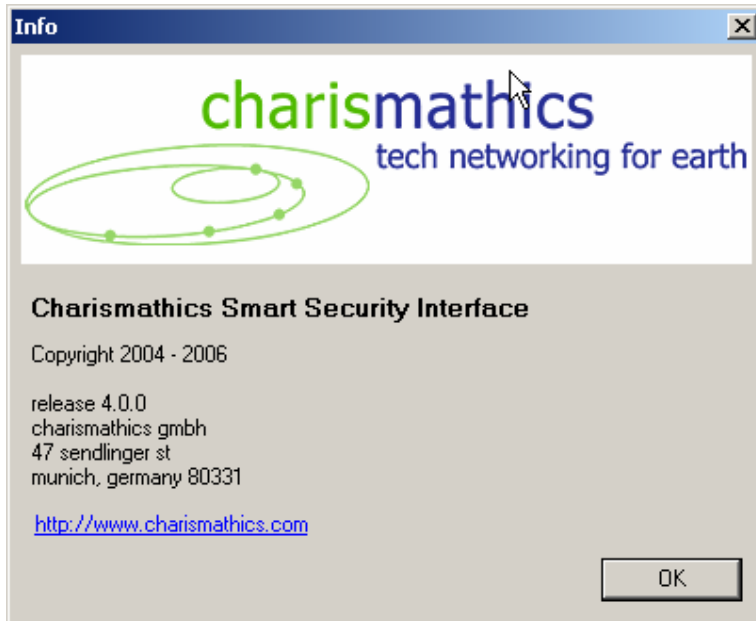 Info
charismathics
tech networking for earth
Charismathics Smart Security Interface
Copyright 2004 - 2006
release 4.0.0
charismathics gmbh
47 sendlinger st
munich, germany 80331
http://www.charismathics.com
OK